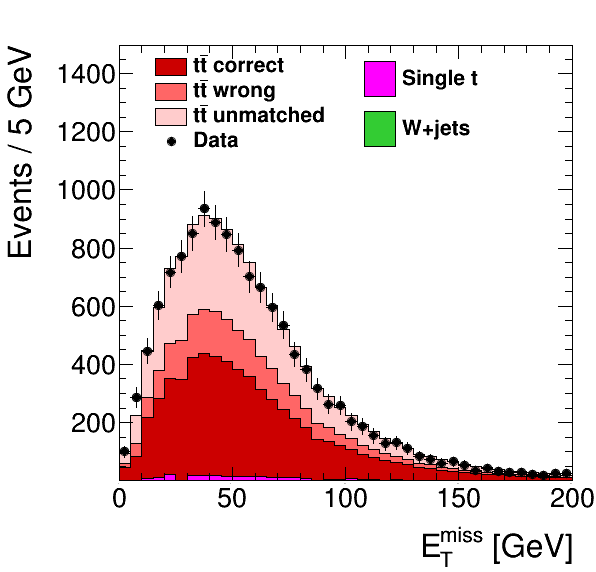 Events / 5 GeV
1400
1200
1000
800
600
400
200
tt̅ correct
tt̅ wrong
tt̅ unmatched
Data
Single t
W+jets
0 50 100 150 200
E_T^miss [GeV]